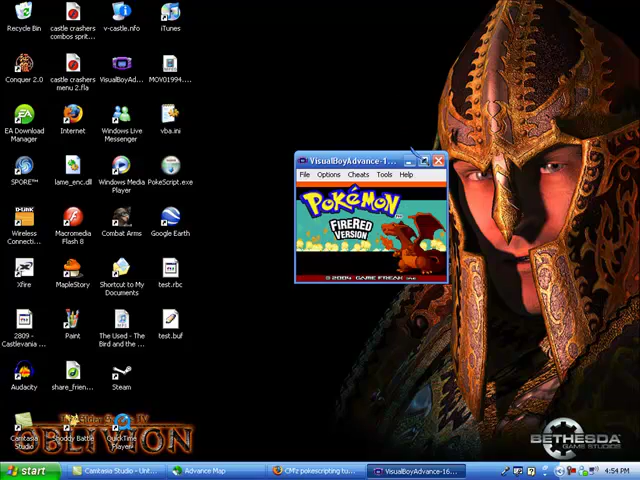 Recycle Bin
castle crashers
combos sprit...
v-castle.nfo
iTunes
Conquer 2.0
castle crashers
menu 2.fla
VisualBoyAd...
MOV01994....
EA Download
Manager
Internet
Windows Live
Messenger
vba.ini
SPORE™
lame_enc.dll
Windows Media
Player
PokeScript.exe
D-Link
Wireless
Connecti...
Macromedia
Flash 8
Combat Arms
Google Earth
Xfire
MapleStory
Shortcut to My
Documents
test.rbc
2809 -
Castlevania ...
Paint
The Used - The
Bird and the ...
test.buf
Audacity
share_frien...
Steam
Camtasia
Studio
Shoddy Battle
QuickTime
Player
OBLIVION
VisualBoyAdvance-1...
File Options Cheats Tools Help
POKéMON
FIRERED
VERSION
© 2004 GAME FREAK inc.
BETHESDA
GAME STUDIOS
start
Camtasia Studio - Unt...
Advance Map
CM'z pokescripting tu...
VisualBoyAdvance-16...
4:54 PM